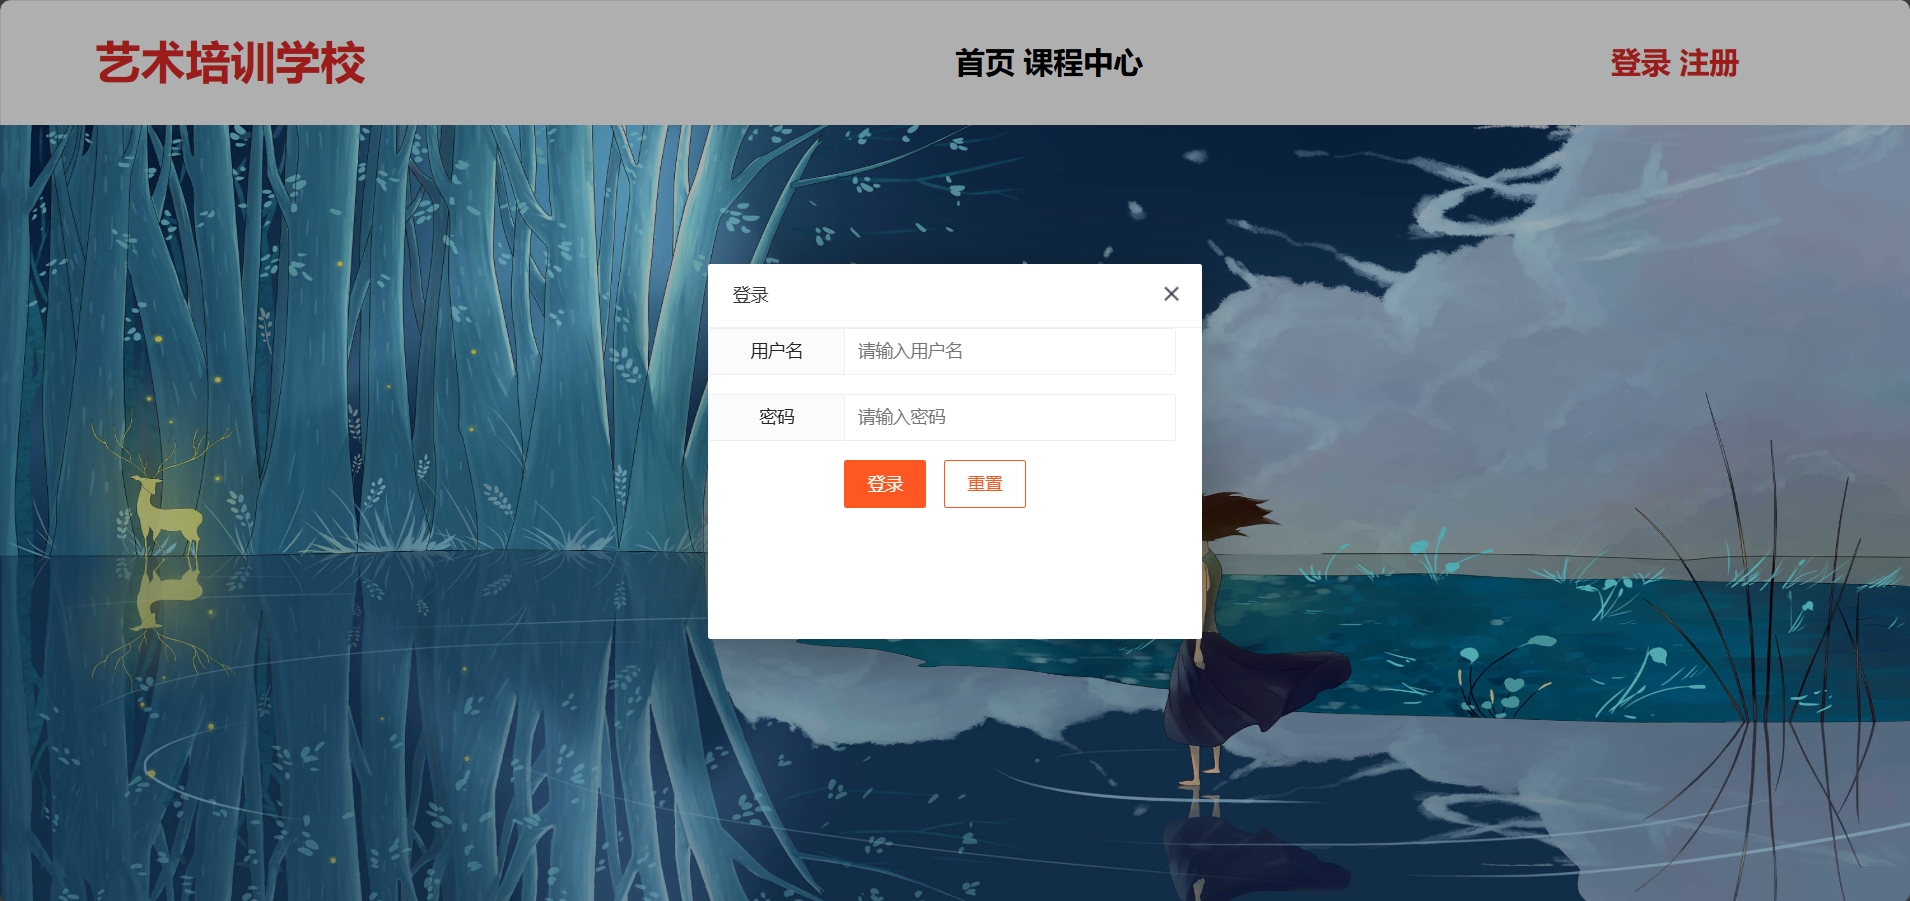 艺术培训学校
首页 课程中心
登录 注册
登录
用户名 请输入用户名
密码 请输入密码
登录 重置